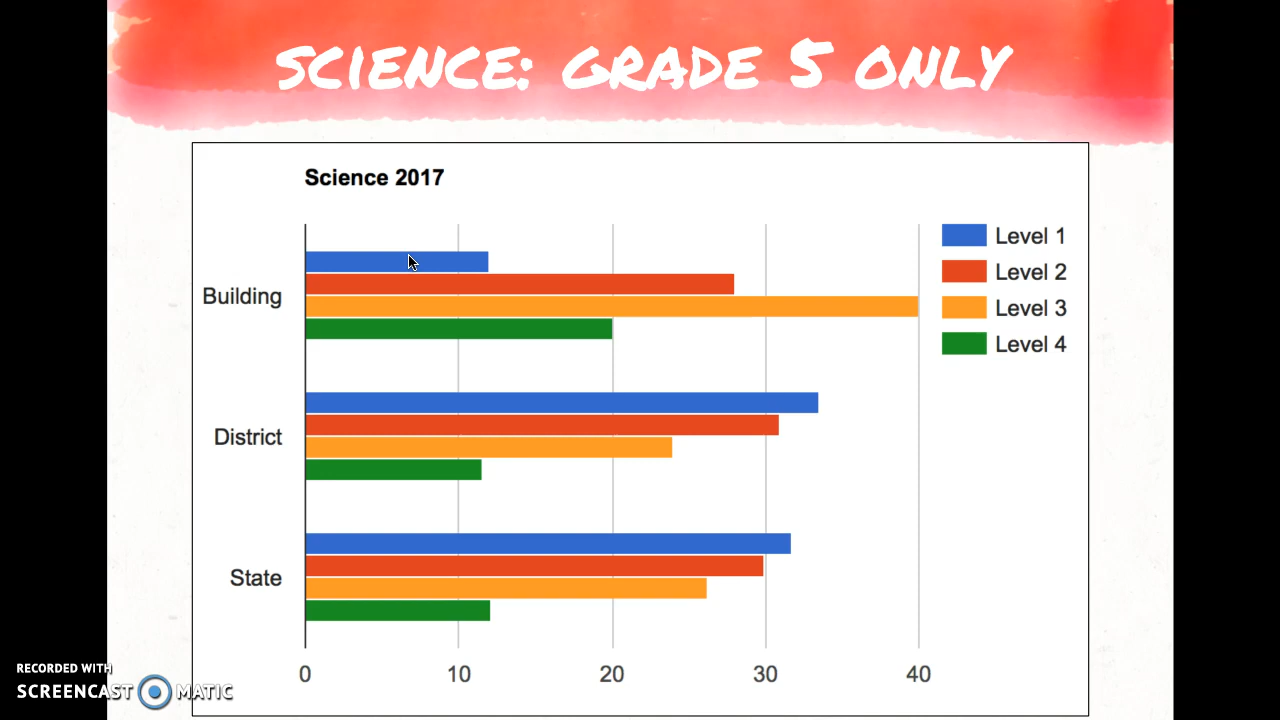 SCIENCE: GRADE 5 ONLY
Science 2017
Level 1
Level 2
Level 3
Level 4
Building
District
State
0 10 20 30 40
RECORDED WITH
SCREENCAST MATIC